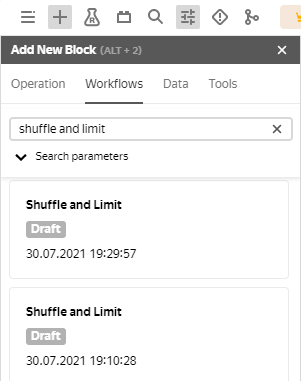 Add New Block (ALT + 2)
Operation Workflows Data Tools
shuffle and limit
Search parameters
Shuffle and Limit
Draft
30.07.2021 19:29:57
Shuffle and Limit
Draft
30.07.2021 19:10:28